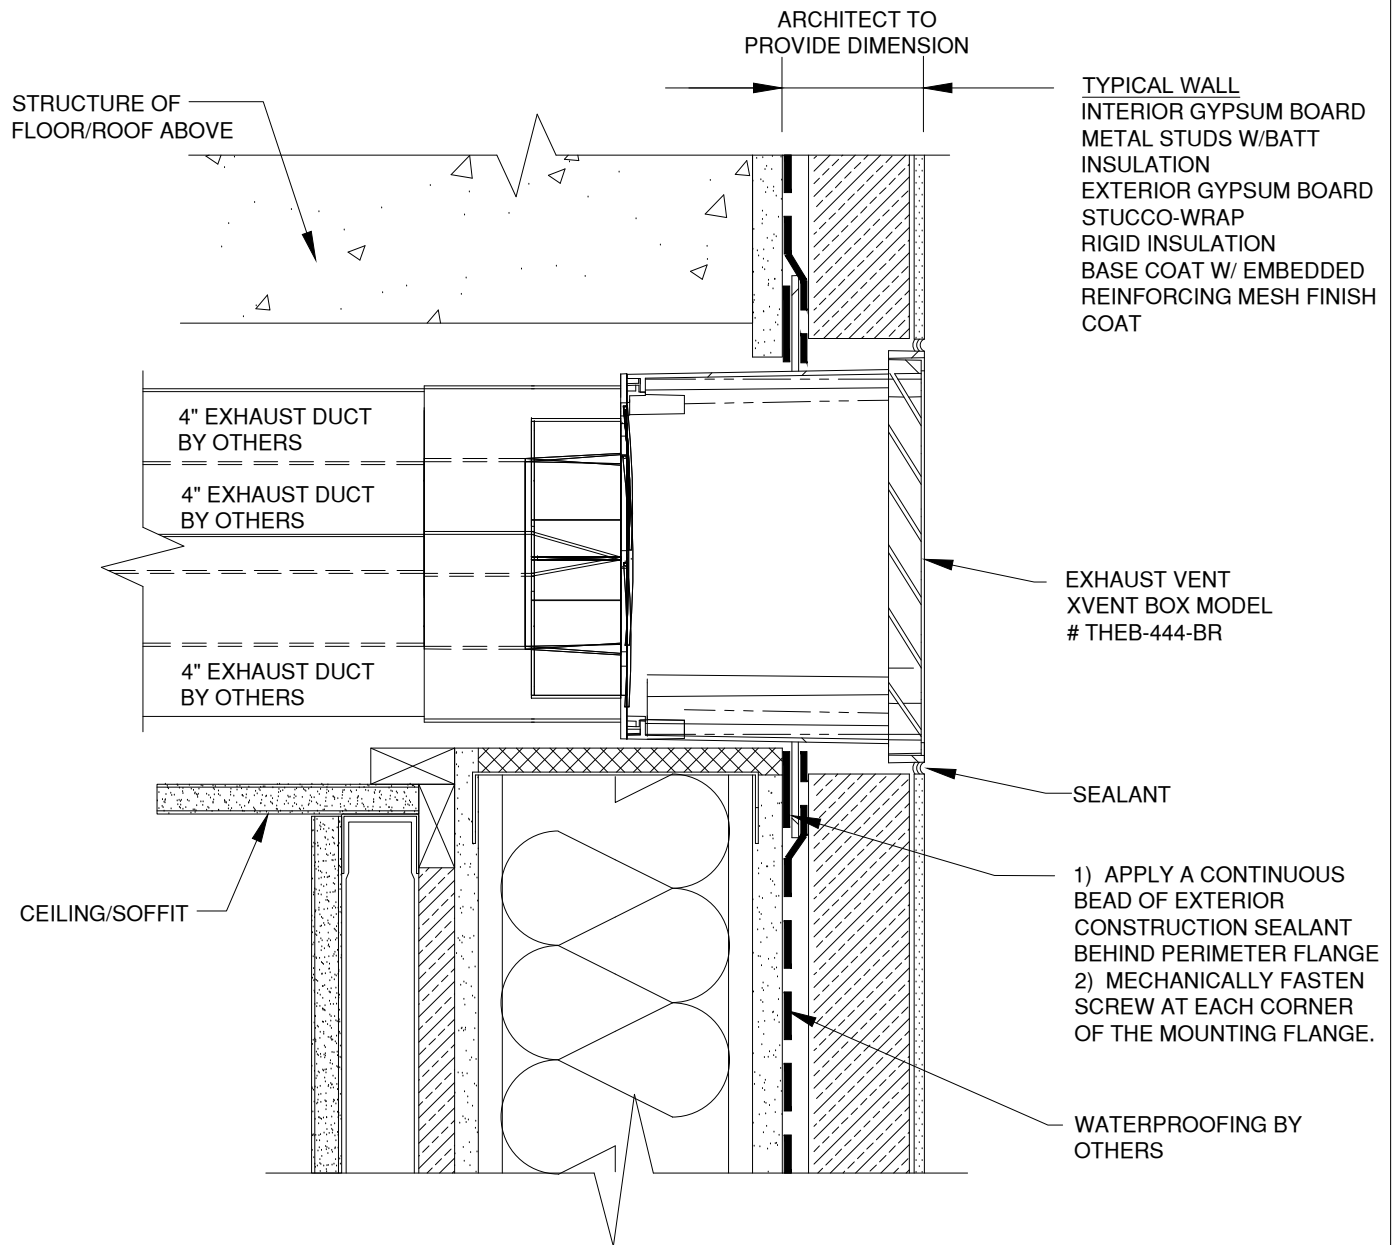 ARCHITECT TO
PROVIDE DIMENSION
STRUCTURE OF
FLOOR/ROOF ABOVE
TYPICAL WALL
INTERIOR GYPSUM BOARD
METAL STUDS W/BATT
INSULATION
EXTERIOR GYPSUM BOARD
STUCCO-WRAP
RIGID INSULATION
BASE COAT W/ EMBEDDED
REINFORCING MESH FINISH
COAT
4" EXHAUST DUCT
BY OTHERS
4" EXHAUST DUCT
BY OTHERS
4" EXHAUST DUCT
BY OTHERS
EXHAUST VENT
XVENT BOX MODEL
# THEB-444-BR
SEALANT
CEILING/SOFFIT
1) APPLY A CONTINUOUS
BEAD OF EXTERIOR
CONSTRUCTION SEALANT
BEHIND PERIMETER FLANGE
2) MECHANICALLY FASTEN
SCREW AT EACH CORNER
OF THE MOUNTING FLANGE.
WATERPROOFING BY
OTHERS